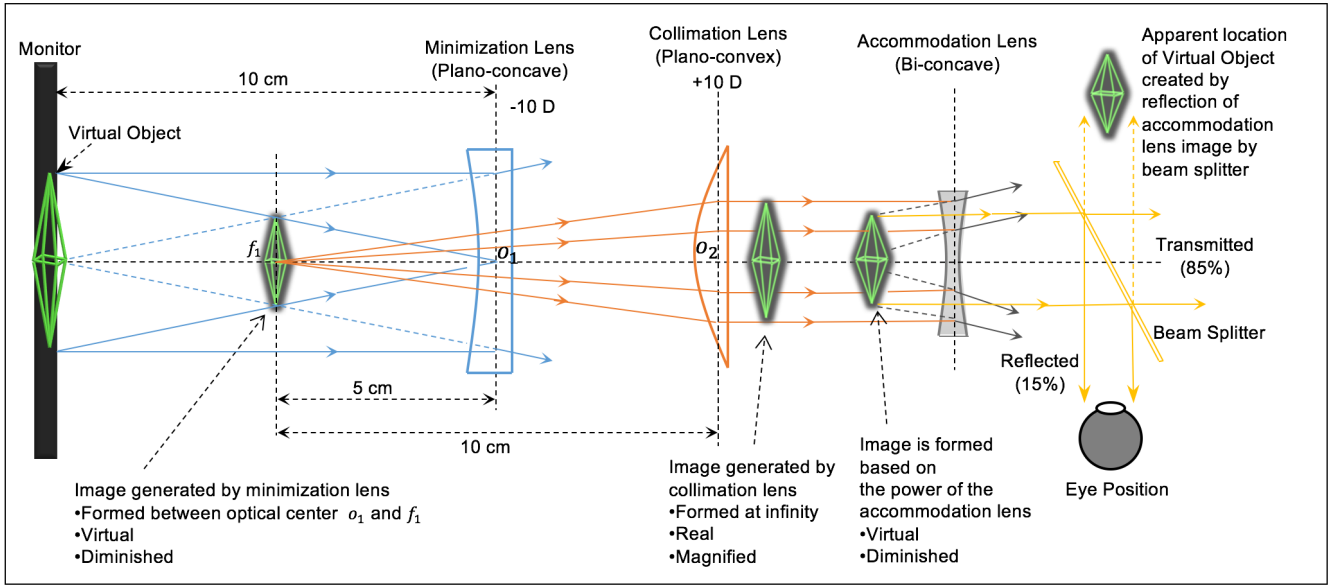 Monitor
10 cm
Virtual Object
Minimization Lens
(Plano-concave)
-10 D
Collimation Lens
(Plano-convex)
+10 D
Accommodation Lens
(Bi-concave)
Apparent location
of Virtual Object
created by
reflection of
accommodation
lens image by
beam splitter
f₁
o₁
o₂
Transmitted
(85%)
Beam Splitter
Reflected
(15%)
5 cm
10 cm
Eye Position
Image generated by minimization lens
•Formed between optical center o₁ and f₁
•Virtual
•Diminished
Image generated by
collimation lens
•Formed at infinity
•Real
•Magnified
Image is formed
based on
the power of the
accommodation lens
•Virtual
•Diminished